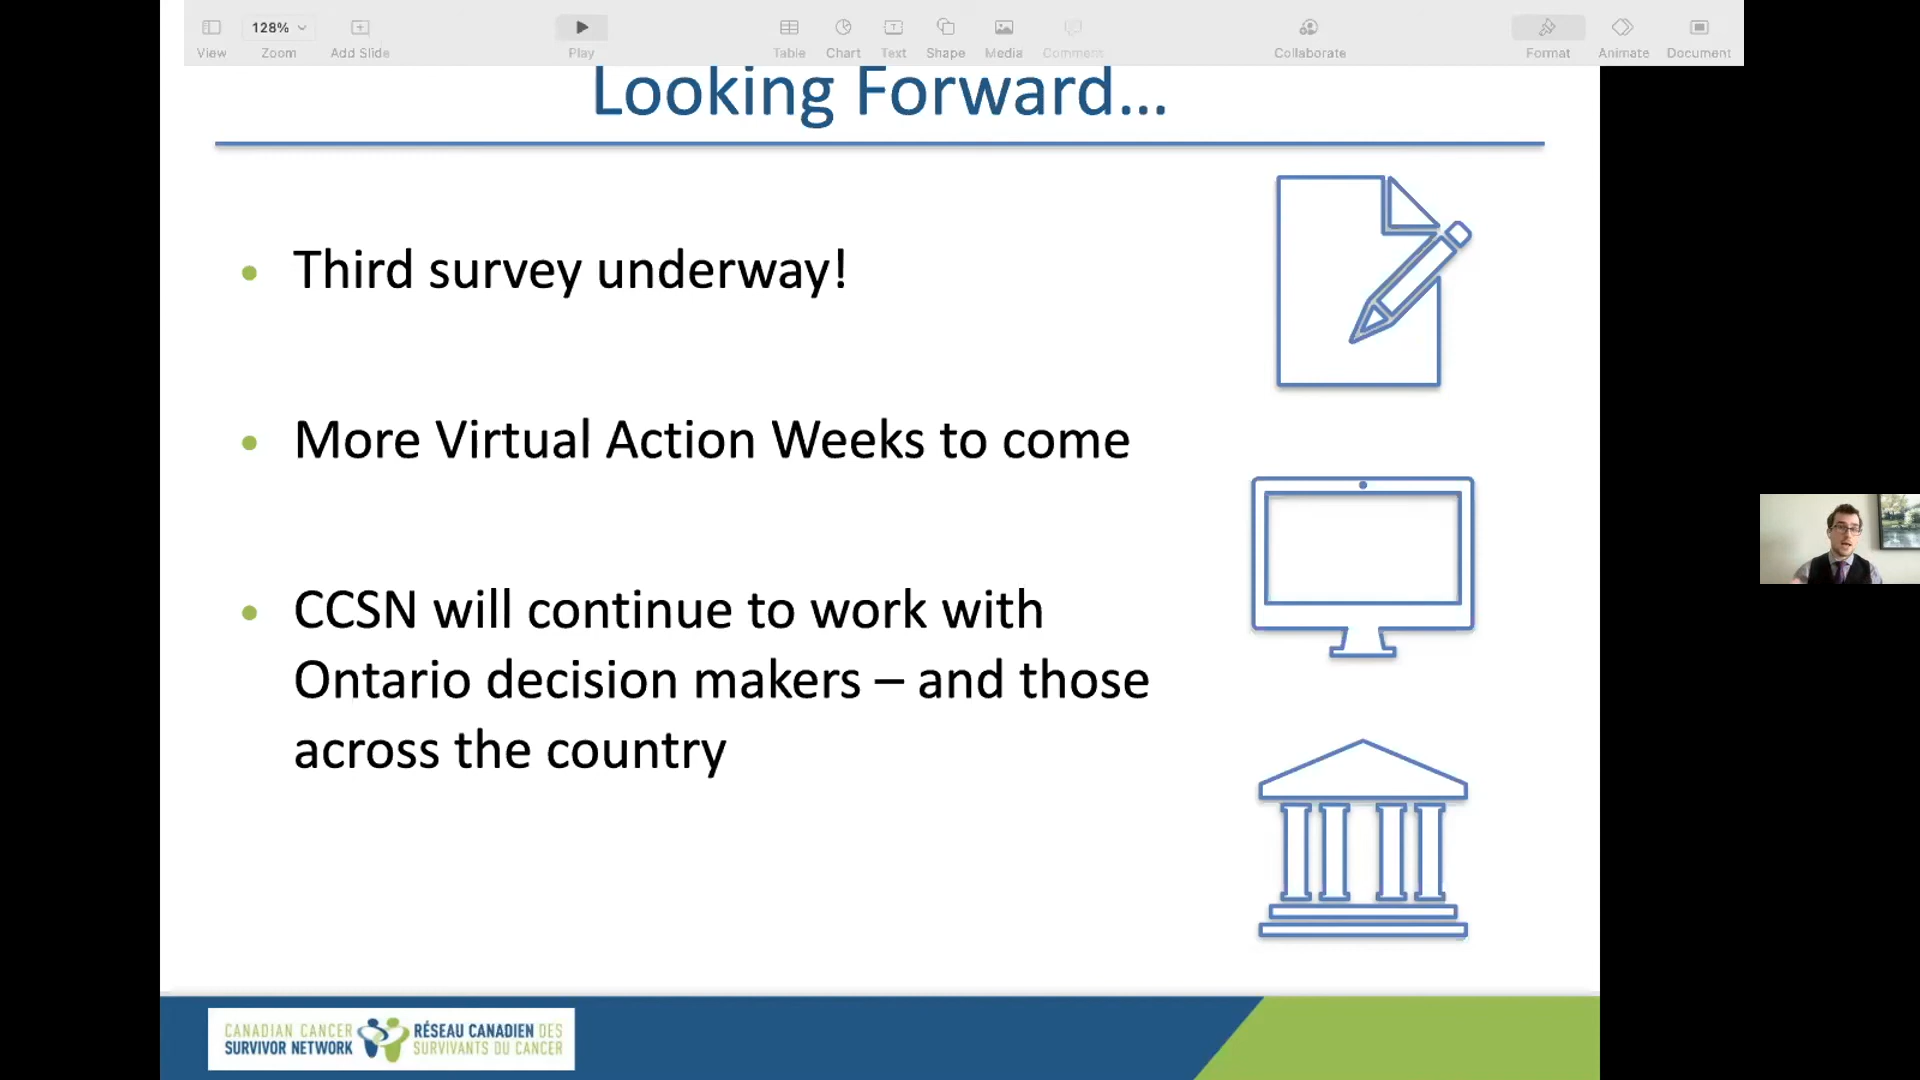 128%
View
Zoom
Add Slide
Play
Table
Chart
Text
Shape
Media
Comment
Collaborate
Format
Animate
Document
Looking Forward...
• Third survey underway!
• More Virtual Action Weeks to come
• CCSN will continue to work with
Ontario decision makers – and those
across the country
CANADIAN CANCER
SURVIVOR NETWORK
RÉSEAU CANADIEN DES
SURVIVANTS DU CANCER